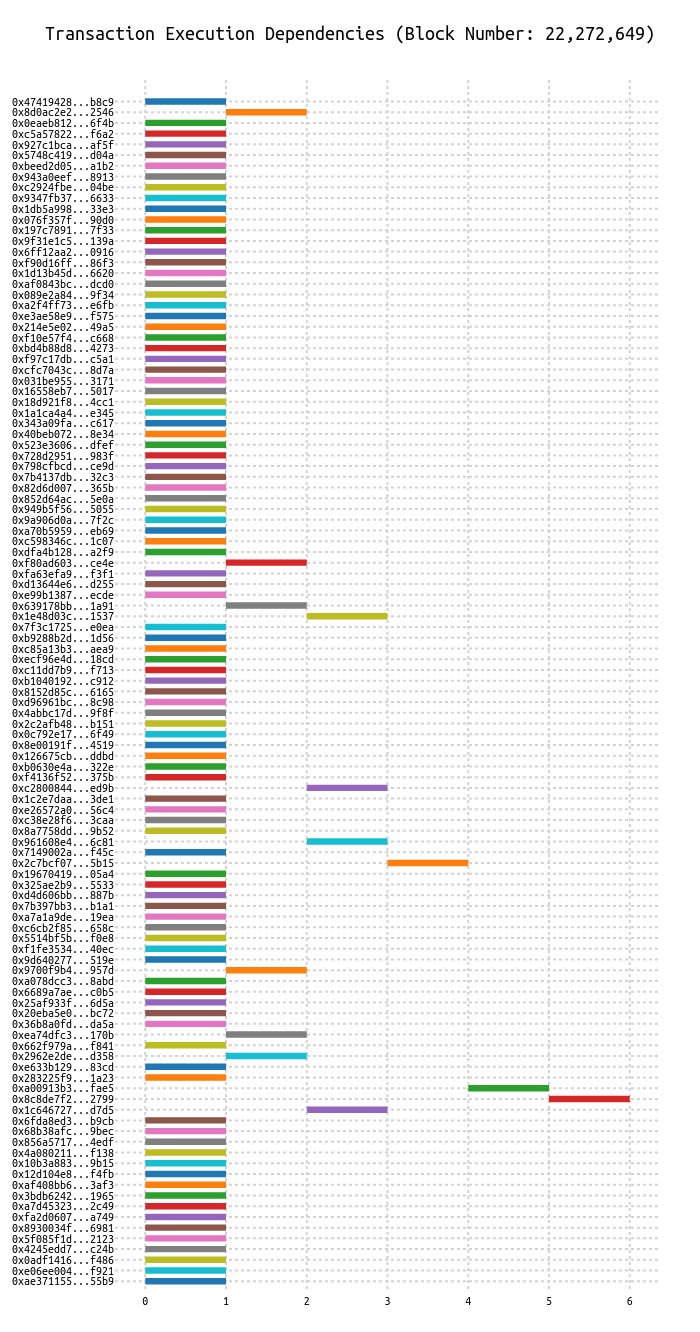 Transaction Execution Dependencies (Block Number: 22,272,649)
0x47419428...b8c9
0x8d0ac2e2...2546
0x0eaeb812...6f4b
0xc5a57822...f6a2
0x927c1bca...af5f
0x5748c419...d04a
0xbeed2d05...a1b2
0x943a0eef...8913
0xc2924fbe...04be
0x9347fb37...6633
0x1db5a998...33e3
0x076f357f...90d0
0x197c7891...7f33
0x9f31e1c5...139a
0x6ff12aa2...0916
0xf90d16ff...86f3
0x1d13b45d...6620
0xaf0843bc...dcd0
0x089e2a84...9f34
0xa2f4ff73...e6fb
0xe3ae58e9...f575
0x214e5e02...49a5
0xf10e57f4...c668
0xbd4b88d8...4273
0xf97c17db...c5a1
0xcfc7043c...8d7a
0x031be955...3171
0x16558eb7...5017
0x18d921f8...4cc1
0x1a1ca4a4...e345
0x343a09fa...c617
0x40beb072...8e34
0x523e3606...dfef
0x728d2951...983f
0x798cfbcd...ce9d
0x7b4137db...32c3
0x82d6d007...365b
0x852d64ac...5e0a
0x949b5f56...5055
0x9a906d0a...7f2c
0xa70b5959...eb69
0xc598346c...1c07
0xdfa4b128...a2f9
0xf80ad603...ce4e
0xfa63efa9...f3f1
0xd13644e6...d255
0xe99b1387...ecde
0x639178bb...1a91
0x1e48d03c...1537
0x7f3c1725...e0ea
0xb9288b2d...1d56
0xc85a13b3...aea9
0xecf96e4d...18cd
0xc11dd7b9...f713
0xb1040192...c912
0x8152d85c...6165
0xd96961bc...8c98
0x4abbc17d...9f8f
0x2c2afb48...b151
0x0c792e17...6f49
0x8e00191f...4519
0x126675cb...ddbd
0xb0630e4a...322e
0xf4136f52...375b
0xc2800844...ed9b
0x1c2e7daa...3de1
0xe26572a0...56c4
0xc38e28f6...3caa
0x8a7758dd...9b52
0x961608e4...6c81
0x7149002a...f45c
0x2c7bcf07...5b15
0x19670419...05a4
0x325ae2b9...5533
0xd4d606bb...887b
0x7b397bb3...b1a1
0xa7a1a9de...19ea
0xc6cb2f85...658c
0x5514bf5b...f0e8
0xf1fe3534...40ec
0x9d640277...519e
0x9700f9b4...957d
0xa078dcc3...8abd
0x6689a7ae...c0b5
0x25af933f...6d5a
0x20eba5e0...bc72
0x36b8a0fd...da5a
0xea74dfc3...170b
0x662f979a...f841
0x2962e2de...d358
0xe633b129...83cd
0x283225f9...1a23
0xa00913b3...fae5
0x8c8de7f2...2799
0x1c646727...d7d5
0x6fda8ed3...b9cb
0x68b38afc...9bec
0x856a5717...4edf
0x4a080211...f138
0x10b3a883...9b15
0x12d104e8...f4fb
0xaf408bb6...3af3
0x3bdb6242...1965
0xa7d45323...2c49
0xfa2d0607...a749
0x8930034f...6981
0x5f085f1d...2123
0x4245edd7...c24b
0x0adf1416...f486
0xe06ee004...f921
0xae371155...55b9
0 1 2 3 4 5 6